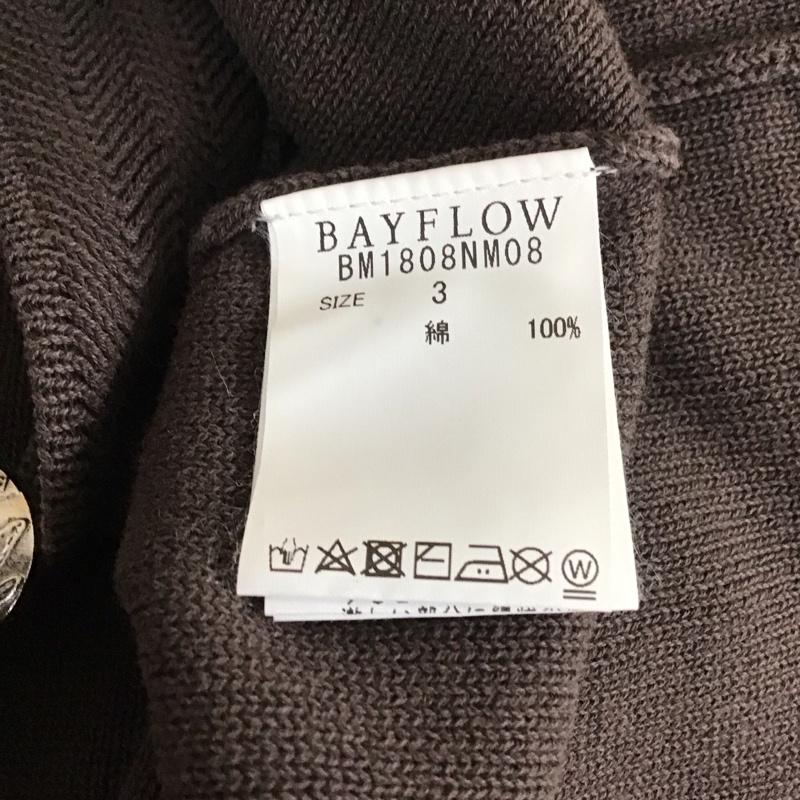 BAYFLOW
BM1808NM08
SIZE 3
綿 100%
W